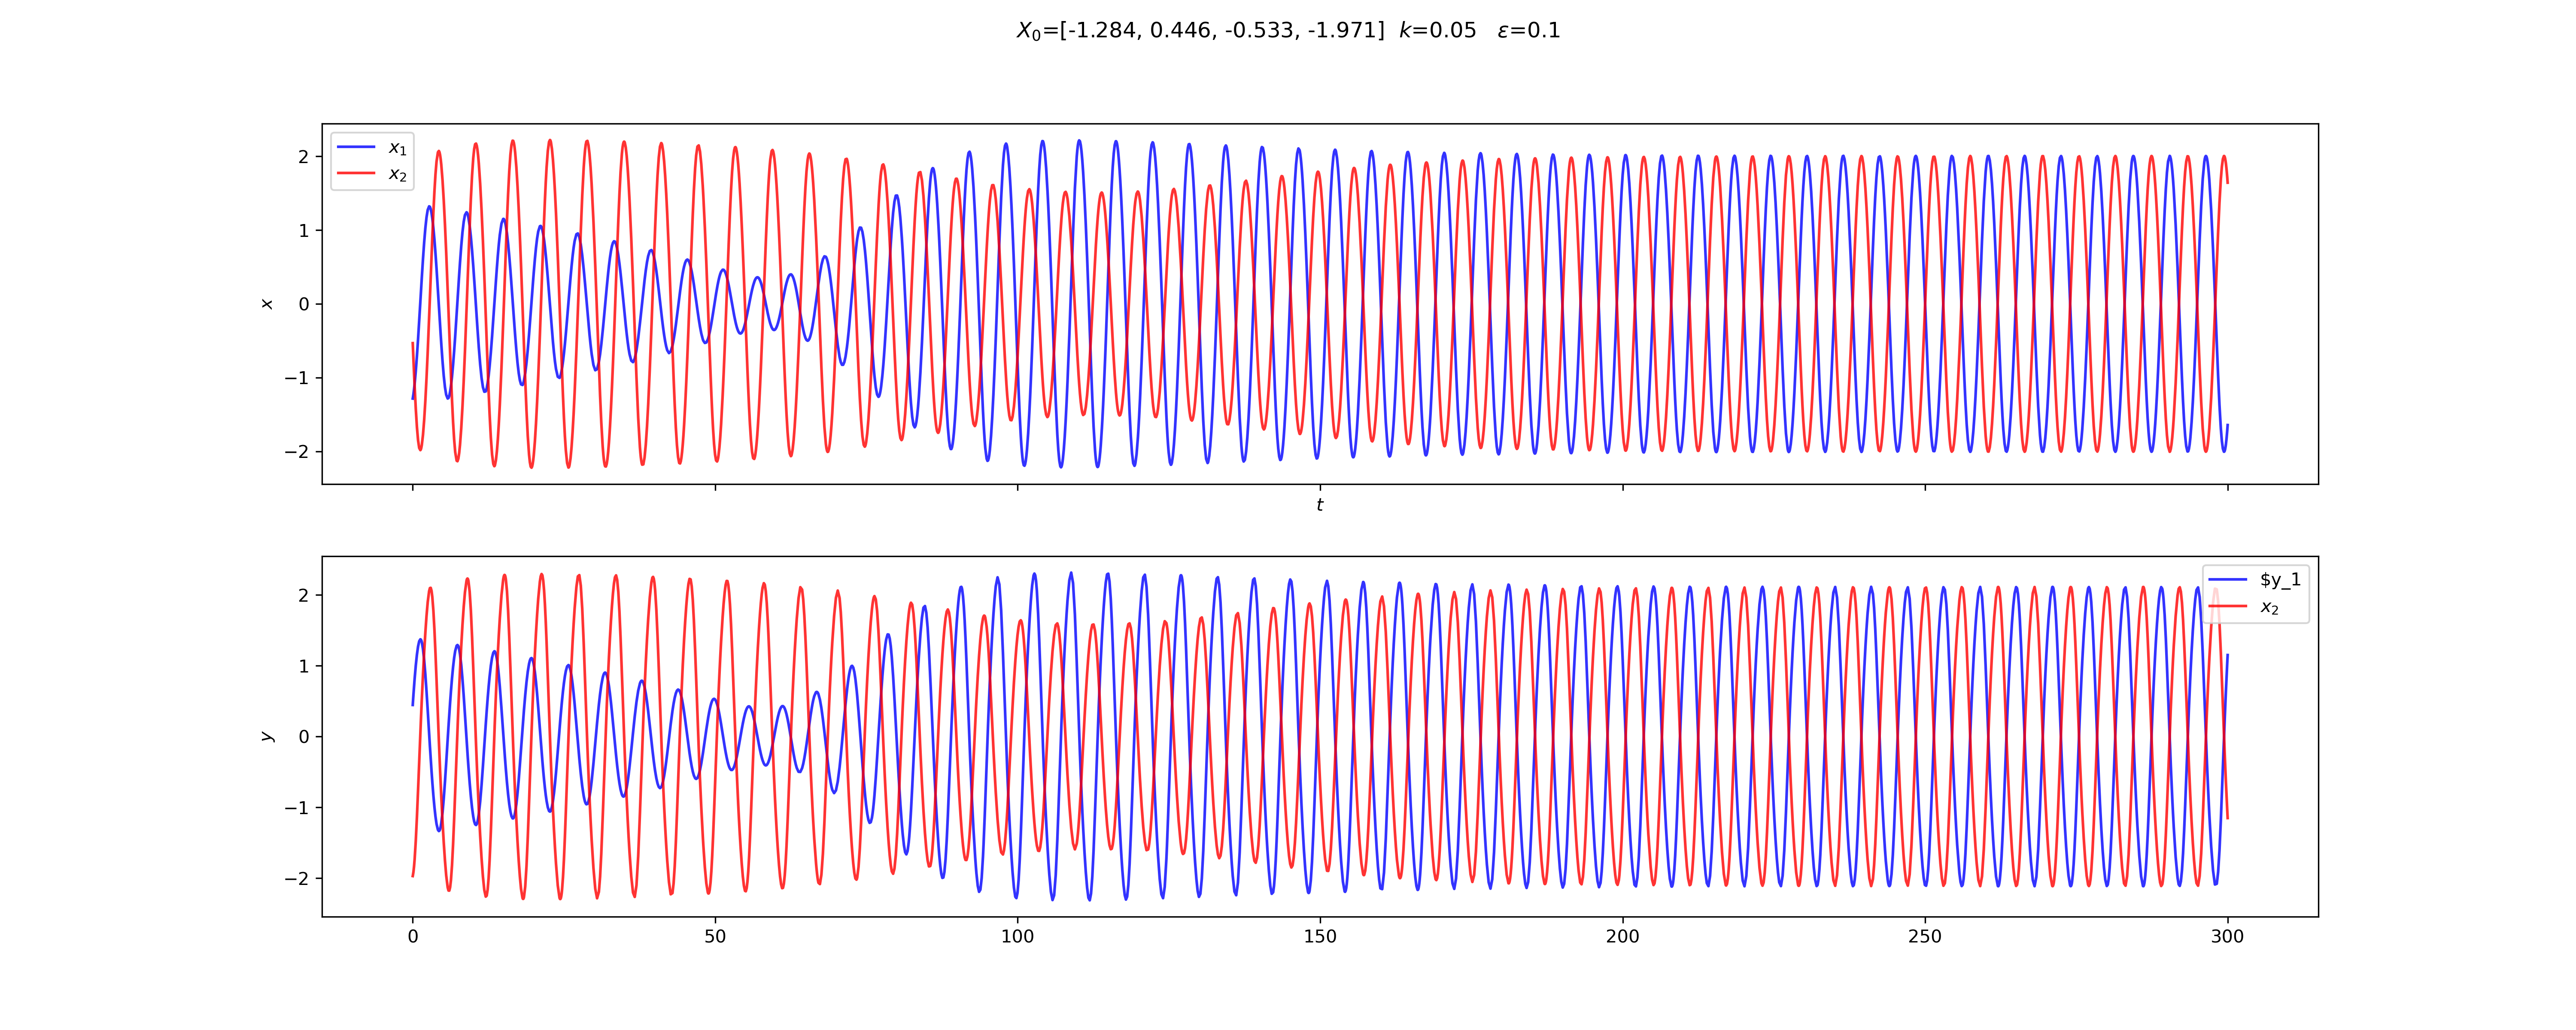 X₀=[-1.284, 0.446, -0.533, -1.971] k=0.05 ε=0.1
x₁
x₂
2
1
0
−1
−2
x
t
$y_1
x₂
2
1
0
−1
−2
y
0 50 100 150 200 250 300